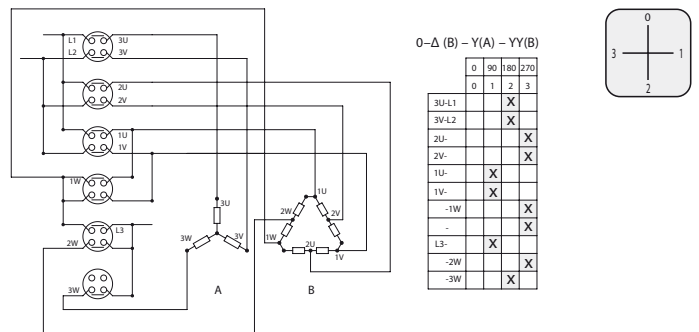 L1
3U
L2
3V
2U
2V
1U
1V
1W
L3
2W
3W
3U
3W
3V
A
1U
2W
2V
1W
2U
1V
B
0–Δ (B) – Y(A) – YY(B)
0 90 180 270
0 1 2 3
3U-L1 X
3V-L2 X
2U- X
2V- X
1U- X
1V- X
-1W X
- X
L3- X
-2W X
-3W X
0
3 1
2